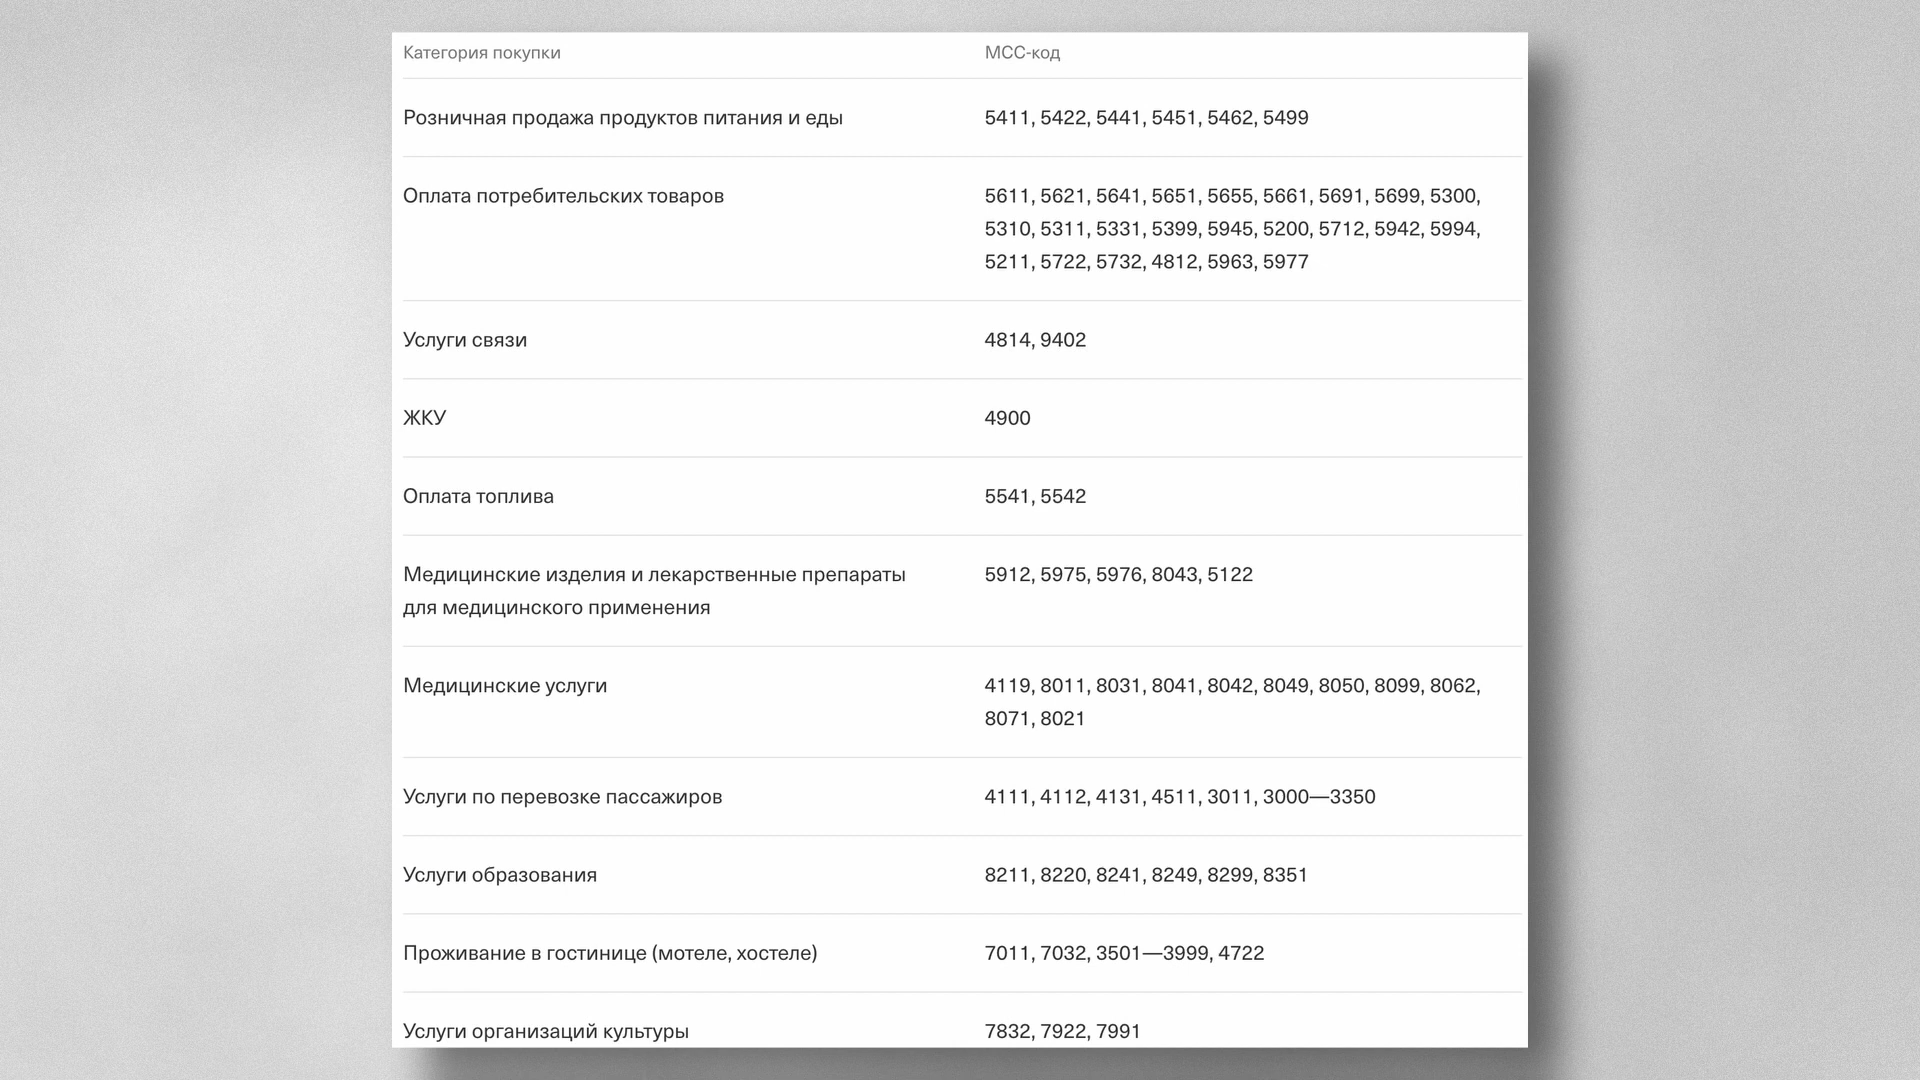 Категория покупки МСС-код
Розничная продажа продуктов питания и еды 5411, 5422, 5441, 5451, 5462, 5499
Оплата потребительских товаров 5611, 5621, 5641, 5651, 5655, 5661, 5691, 5699, 5300,
5310, 5311, 5331, 5399, 5945, 5200, 5712, 5942, 5994,
5211, 5722, 5732, 4812, 5963, 5977
Услуги связи 4814, 9402
ЖКУ 4900
Оплата топлива 5541, 5542
Медицинские изделия и лекарственные препараты 5912, 5975, 5976, 8043, 5122
для медицинского применения
Медицинские услуги 4119, 8011, 8031, 8041, 8042, 8049, 8050, 8099, 8062,
8071, 8021
Услуги по перевозке пассажиров 4111, 4112, 4131, 4511, 3011, 3000—3350
Услуги образования 8211, 8220, 8241, 8249, 8299, 8351
Проживание в гостинице (мотеле, хостеле) 7011, 7032, 3501—3999, 4722
Услуги организаций культуры 7832, 7922, 7991